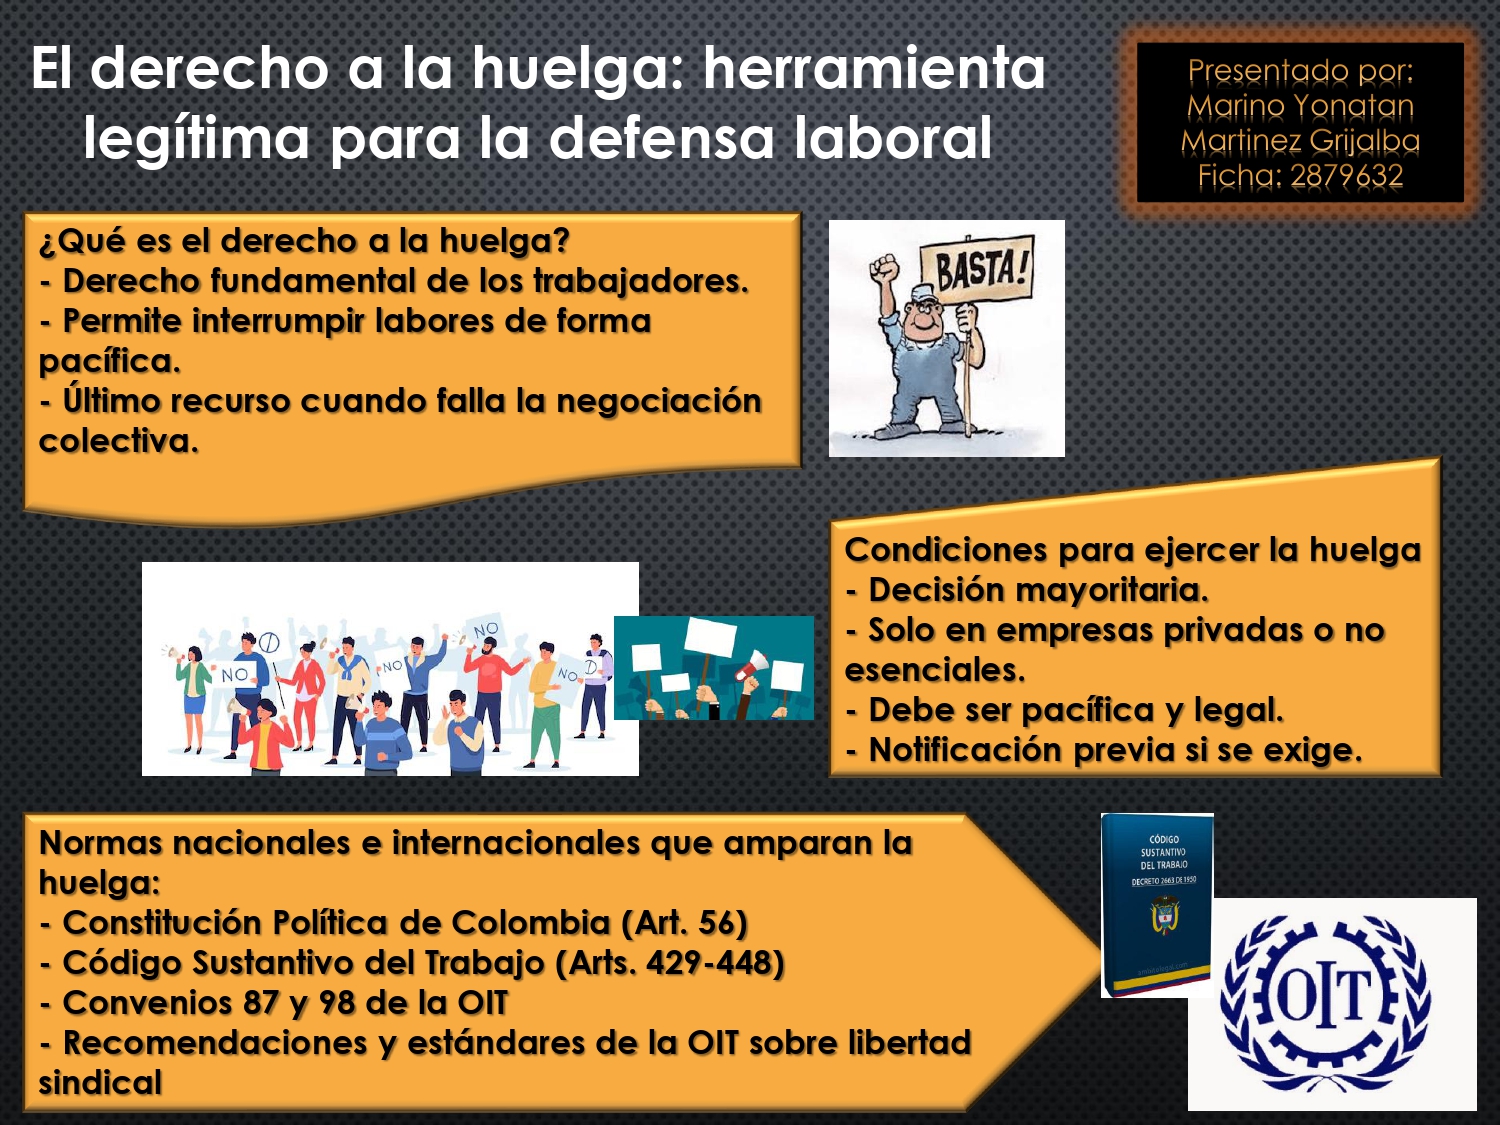 El derecho a la huelga: herramienta
legítima para la defensa laboral
Presentado por:
Marino Yonatan
Martinez Grijalba
Ficha: 2879632
¿Qué es el derecho a la huelga?
- Derecho fundamental de los trabajadores.
- Permite interrumpir labores de forma
pacífica.
- Último recurso cuando falla la negociación
colectiva.
BASTA!
Condiciones para ejercer la huelga
- Decisión mayoritaria.
- Solo en empresas privadas o no
esenciales.
- Debe ser pacífica y legal.
- Notificación previa si se exige.
NO
NO
NO
NO
Normas nacionales e internacionales que amparan la
huelga:
- Constitución Política de Colombia (Art. 56)
- Código Sustantivo del Trabajo (Arts. 429-448)
- Convenios 87 y 98 de la OIT
- Recomendaciones y estándares de la OIT sobre libertad
sindical
CÓDIGO
SUSTANTIVO
DEL TRABAJO
DECRETO 2663 DE 1950
OIT